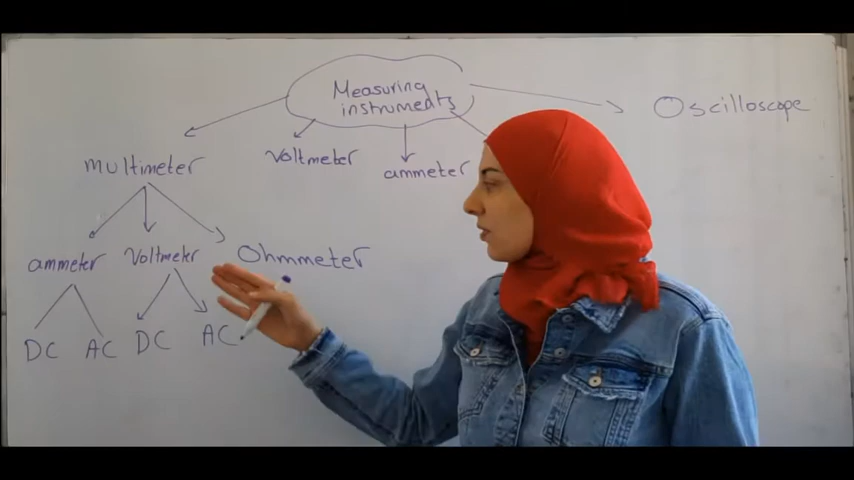 Measuring
instruments
Oscilloscope
multimeter
Voltmeter
ammeter
ammeter
Voltmeter
Ohmmeter
DC
AC
DC
AC